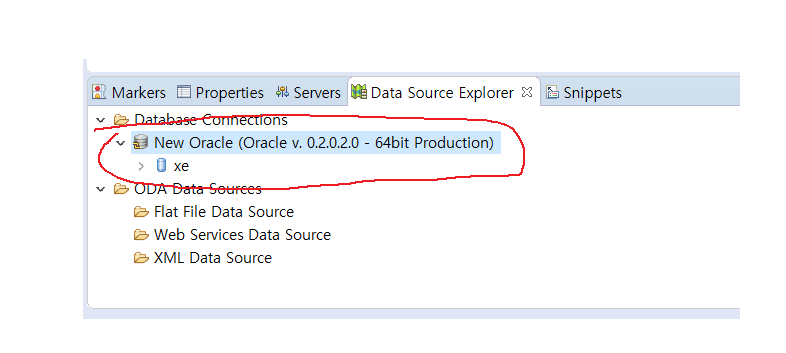 Markers Properties Servers Data Source Explorer Snippets
Database Connections
New Oracle (Oracle v. 0.2.0.2.0 - 64bit Production)
xe
ODA Data Sources
Flat File Data Source
Web Services Data Source
XML Data Source